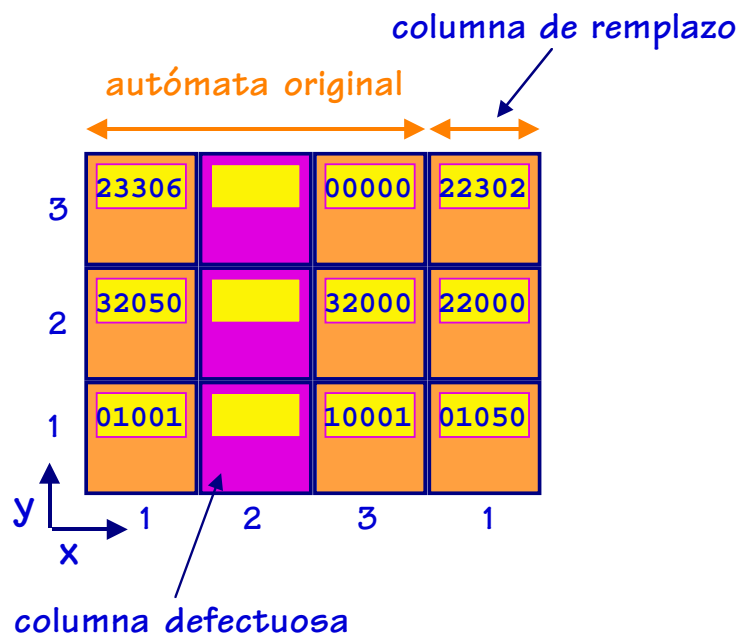 columna de remplazo
autómata original
3 23306 00000 22302
2 32050 32000 22000
1 01001 10001 01050
y
1 2 3 1
x
columna defectuosa